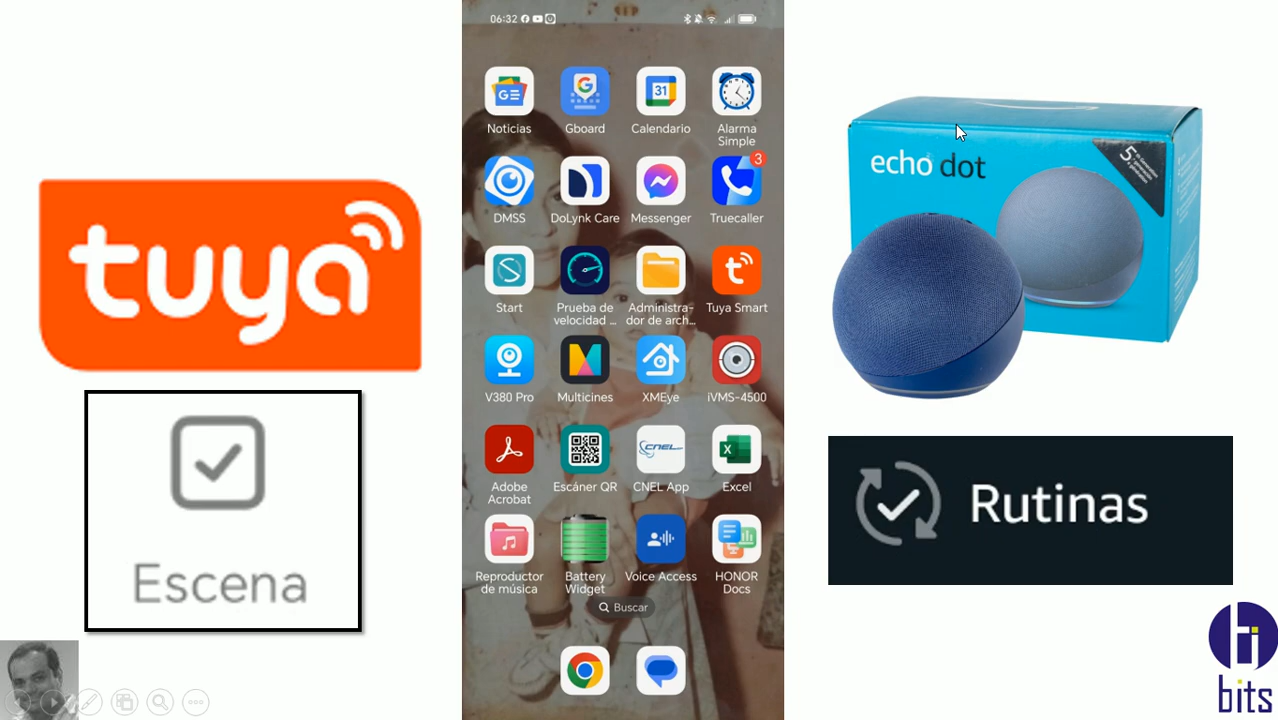 tuya
Escena
06:32
31
Noticias
Gboard
Calendario
Alarma
Simple
3
DMSS
DoLynk Care
Messenger
Truecaller
Start
Prueba de
velocidad ...
Administra-
dor de arch...
Tuya Smart
V380 Pro
Multicines
XMEye
iVMS-4500
CNEL
Adobe
Acrobat
Escáner QR
CNEL App
Excel
Reproductor
de música
Battery
Widget
Voice Access
HONOR
Docs
Buscar
echo dot
Rutinas
bits